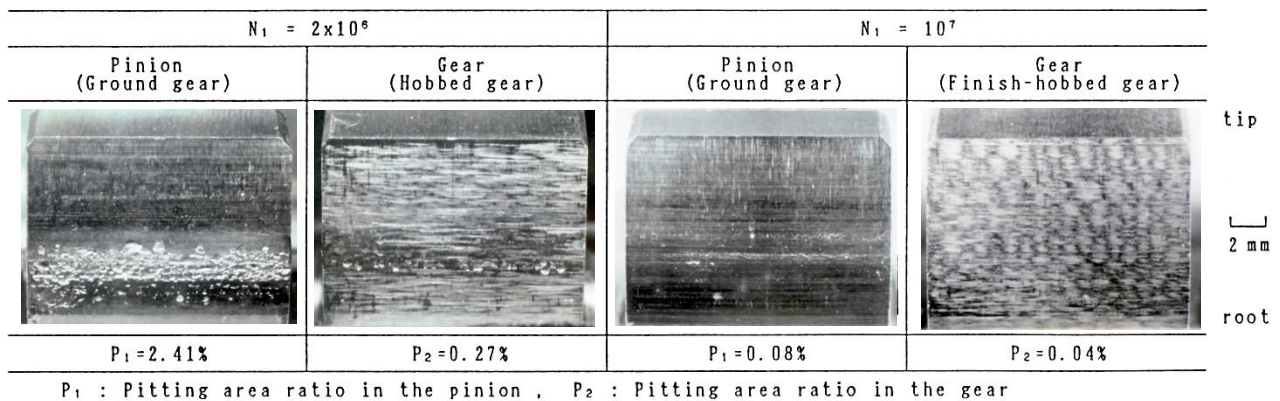 N₁ = 2x10⁶ N₁ = 10⁷
Pinion Gear Pinion Gear
(Ground gear) (Hobbed gear) (Ground gear) (Finish-hobbed gear)
tip
2 mm
root
P₁=2.41% P₂=0.27% P₁=0.08% P₂=0.04%
P₁ : Pitting area ratio in the pinion , P₂ : Pitting area ratio in the gear